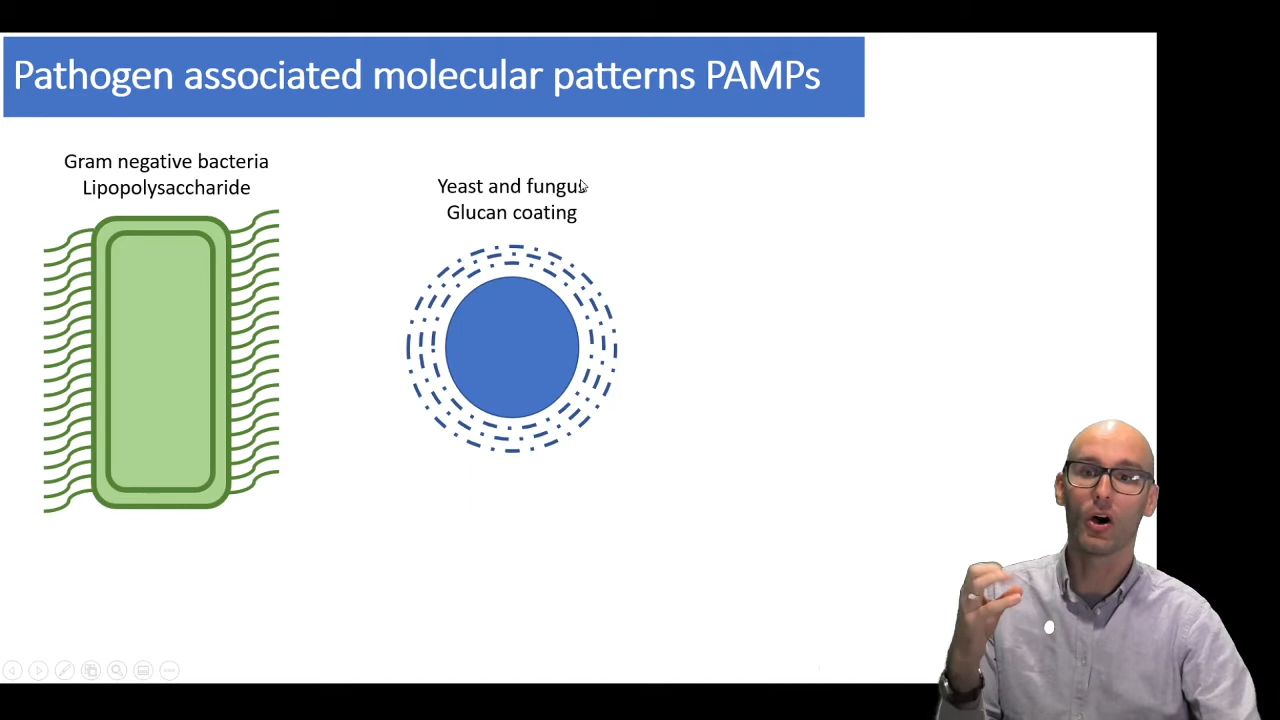 Pathogen associated molecular patterns PAMPs
Gram negative bacteria
Lipopolysaccharide
Yeast and fungus
Glucan coating